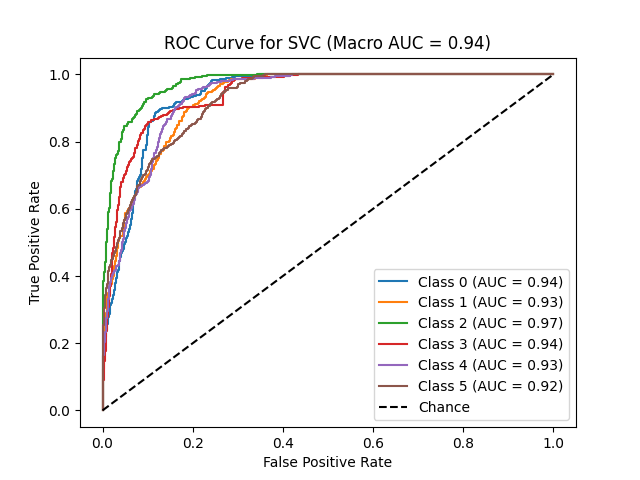 ROC Curve for SVC (Macro AUC = 0.94)
True Positive Rate
1.0
0.8
0.6
0.4
0.2
0.0
0.0 0.2 0.4 0.6 0.8 1.0
False Positive Rate
Class 0 (AUC = 0.94)
Class 1 (AUC = 0.93)
Class 2 (AUC = 0.97)
Class 3 (AUC = 0.94)
Class 4 (AUC = 0.93)
Class 5 (AUC = 0.92)
Chance